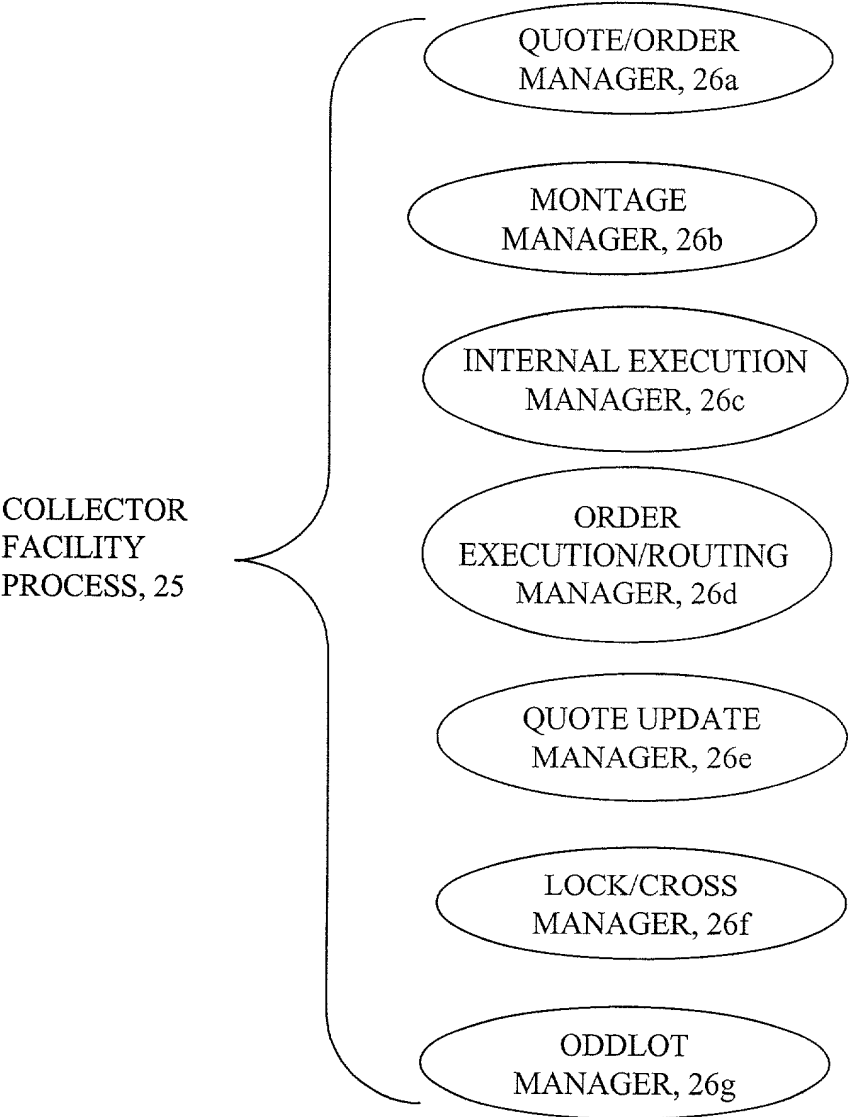 QUOTE/ORDER
MANAGER, 26a
MONTAGE
MANAGER, 26b
INTERNAL EXECUTION
MANAGER, 26c
COLLECTOR
FACILITY
PROCESS, 25
ORDER
EXECUTION/ROUTING
MANAGER, 26d
QUOTE UPDATE
MANAGER, 26e
LOCK/CROSS
MANAGER, 26f
ODDLOT
MANAGER, 26g